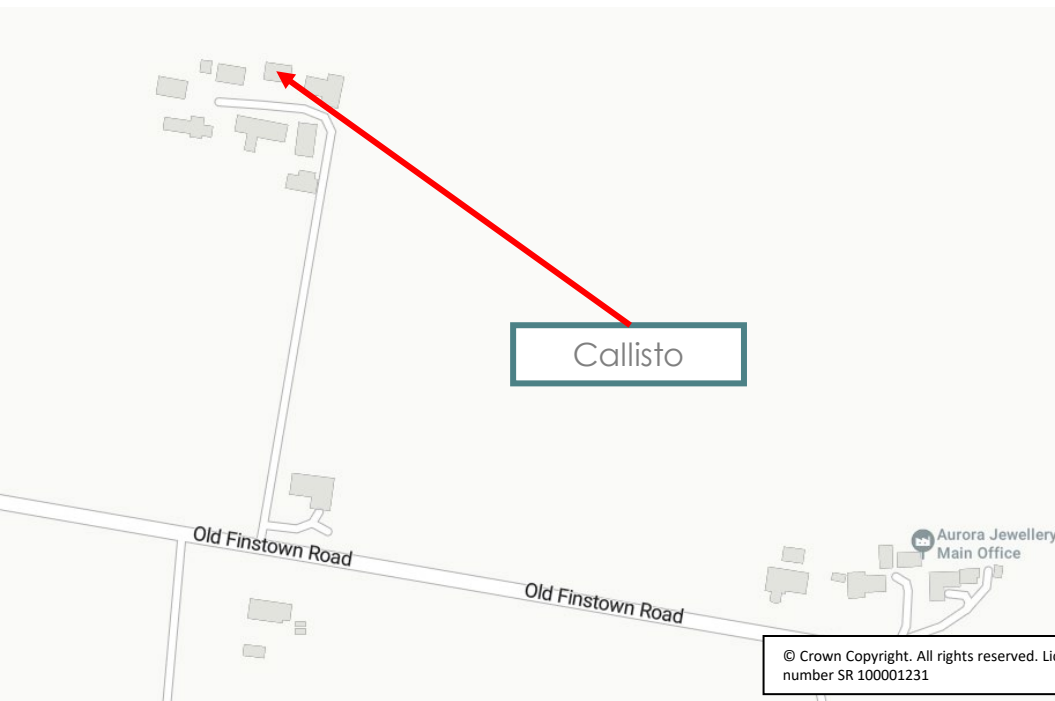 Callisto
Old Finstown Road
Old Finstown Road
Aurora Jewellery
Main Office
© Crown Copyright. All rights reserved.
number SR 100001231